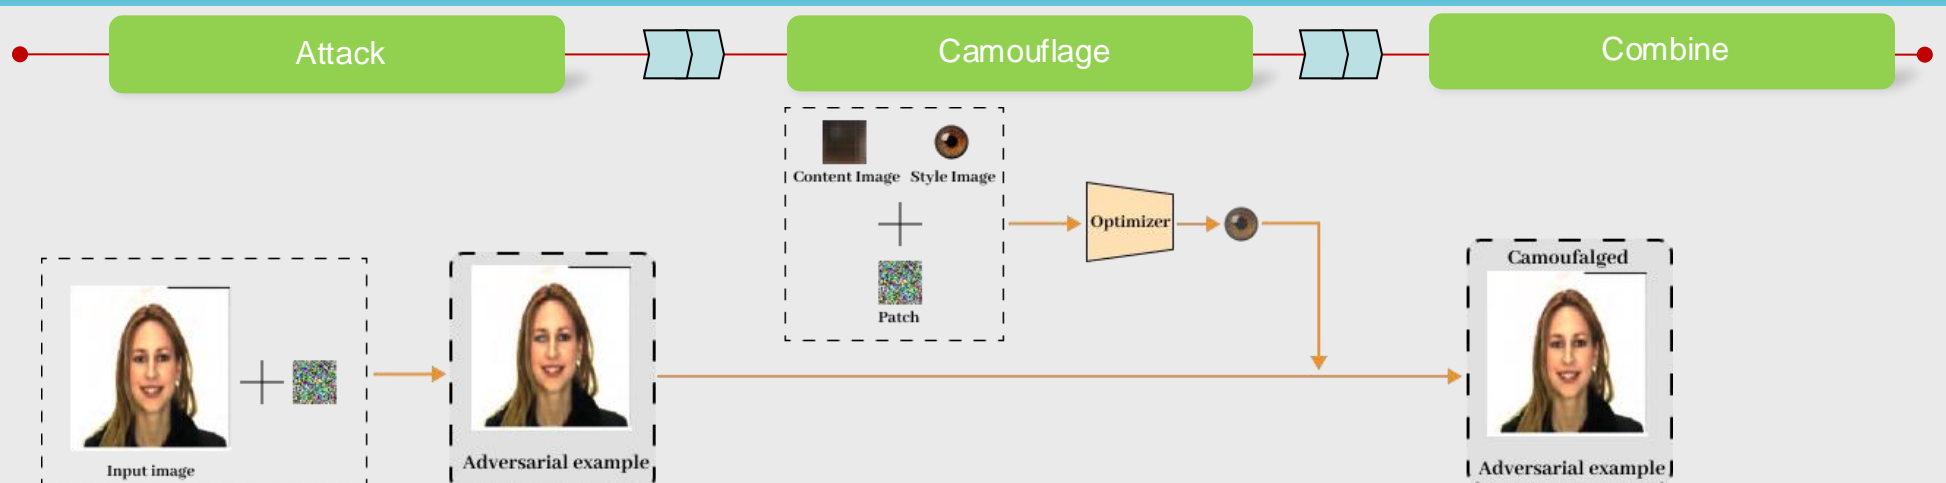 Attack
Camouflage
Combine
Content Image
Style Image
Patch
Optimizer
Input image
Adversarial example
Camoufalged
Adversarial example